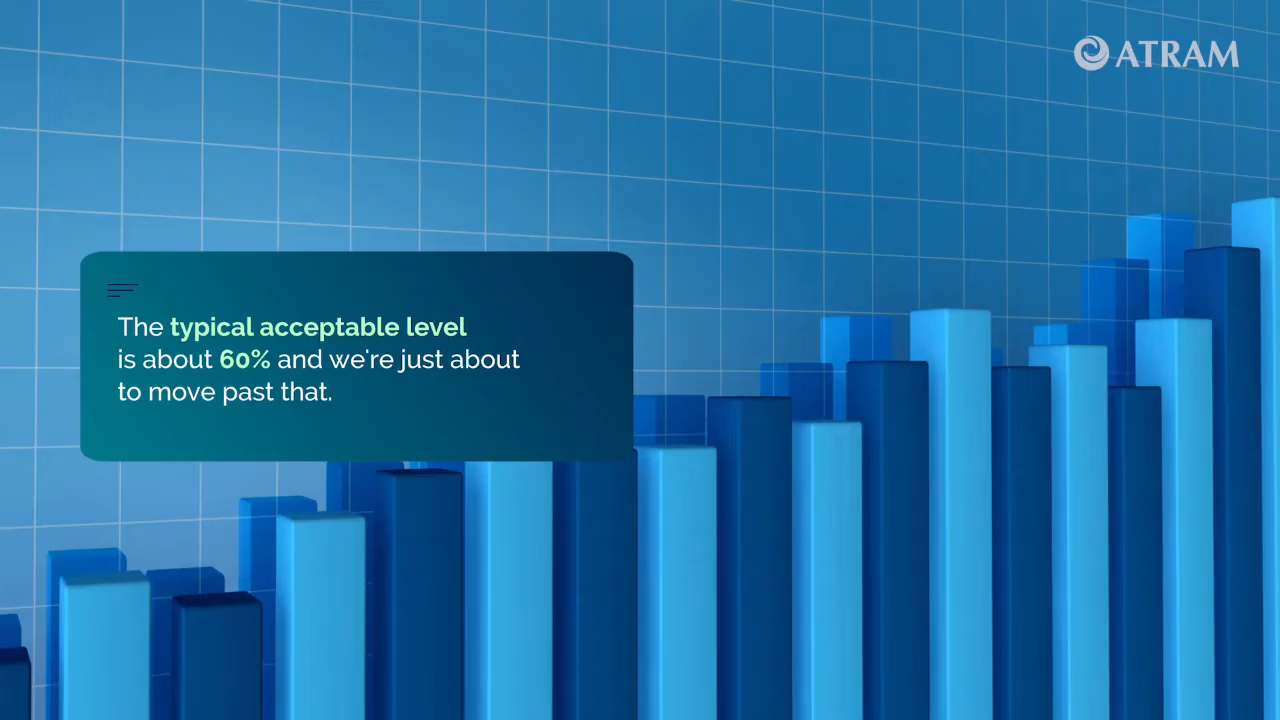 ATRAM
The typical acceptable level
is about 60% and we're just about
to move past that.